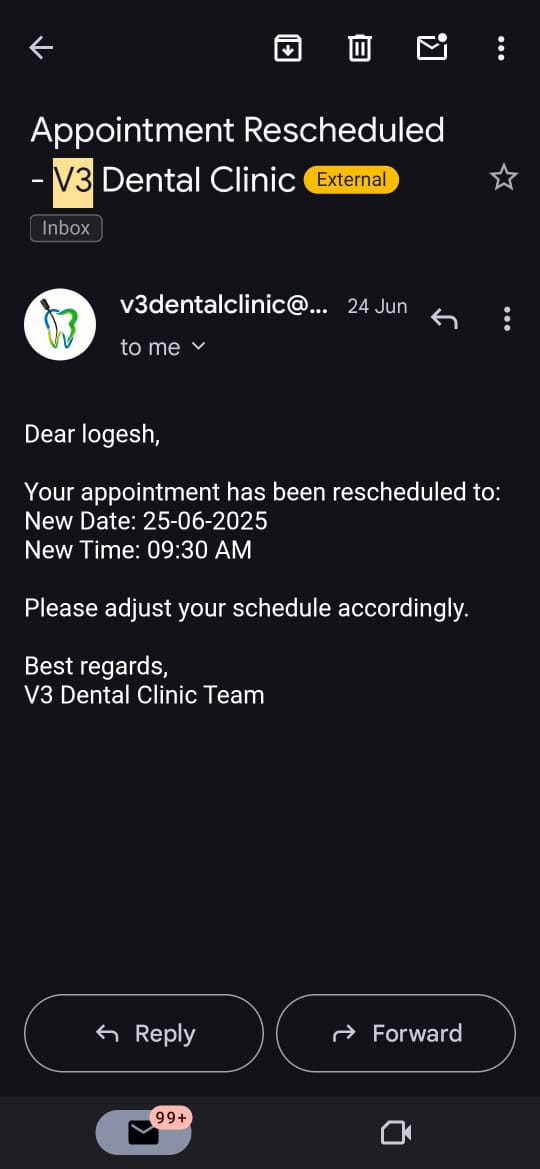 Appointment Rescheduled
- V3 Dental Clinic External
Inbox
v3dentalclinic@... 24 Jun
to me
Dear logesh,
Your appointment has been rescheduled to:
New Date: 25-06-2025
New Time: 09:30 AM
Please adjust your schedule accordingly.
Best regards,
V3 Dental Clinic Team
Reply Forward
99+